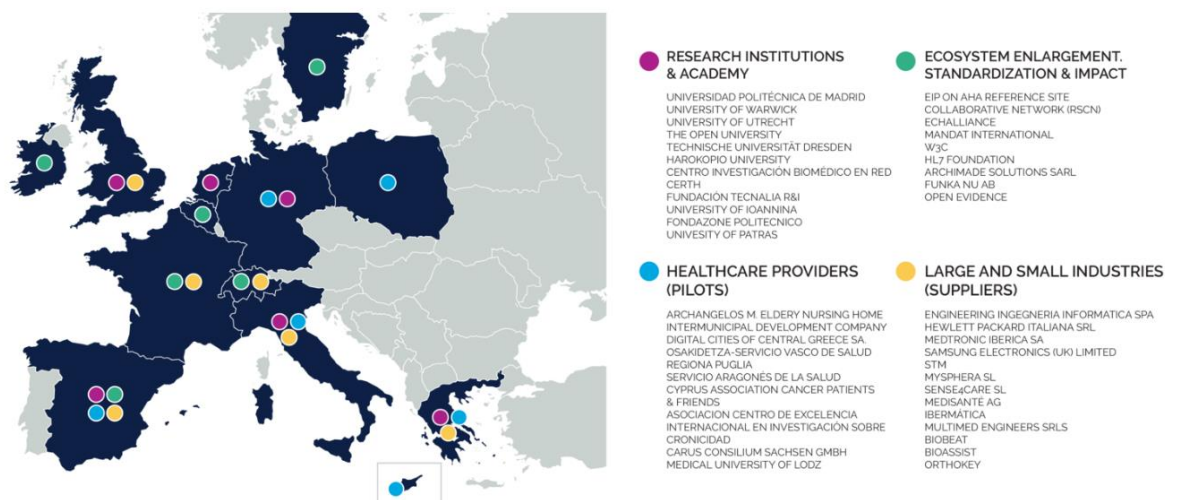 RESEARCH INSTITUTIONS
& ACADEMY
UNIVERSIDAD POLITÉCNICA DE MADRID
UNIVERSITY OF WARWICK
UNIVERSITY OF UTRECHT
THE OPEN UNIVERSITY
TECHNISCHE UNIVERSITÄT DRESDEN
HAROKOPIO UNIVERSITY
CENTRO INVESTIGACIÓN BIOMÉDICO EN RED
CERTH
FUNDACIÓN TECNALIA R&I
UNIVERSITY OF IOANNINA
FONDAZONE POLITECNICO
UNIVESITY OF PATRAS
ECOSYSTEM ENLARGEMENT.
STANDARDIZATION & IMPACT
EIP ON AHA REFERENCE SITE
COLLABORATIVE NETWORK (RSCN)
ECHALLIANCE
MANDAT INTERNATIONAL
W3C
HL7 FOUNDATION
ARCHIMADE SOLUTIONS SARL
FUNKA NU AB
OPEN EVIDENCE
HEALTHCARE PROVIDERS
(PILOTS)
ARCHANGELOS M. ELDERY NURSING HOME
INTERMUNICIPAL DEVELOPMENT COMPANY
DIGITAL CITIES OF CENTRAL GREECE SA.
OSAKIDETZA-SERVICIO VASCO DE SALUD
REGIONA PUGLIA
SERVICIO ARAGONÉS DE LA SALUD
CYPRUS ASSOCIATION CANCER PATIENTS
& FRIENDS
ASOCIACION CENTRO DE EXCELENCIA
INTERNACIONAL EN INVESTIGACIÓN SOBRE
CRONICIDAD
CARUS CONSILIUM SACHSEN GMBH
MEDICAL UNIVERSITY OF LODZ
LARGE AND SMALL INDUSTRIES
(SUPPLIERS)
ENGINEERING INGEGNERIA INFORMATICA SPA
HEWLETT PACKARD ITALIANA SRL
MEDTRONIC IBERICA SA
SAMSUNG ELECTRONICS (UK) LIMITED
STM
MYSPHERA SL
SENSE4CARE SL
MEDISANTÉ AG
IBERMÁTICA
MULTIMED ENGINEERS SRLS
BIOBEAT
BIOASSIST
ORTHOKEY